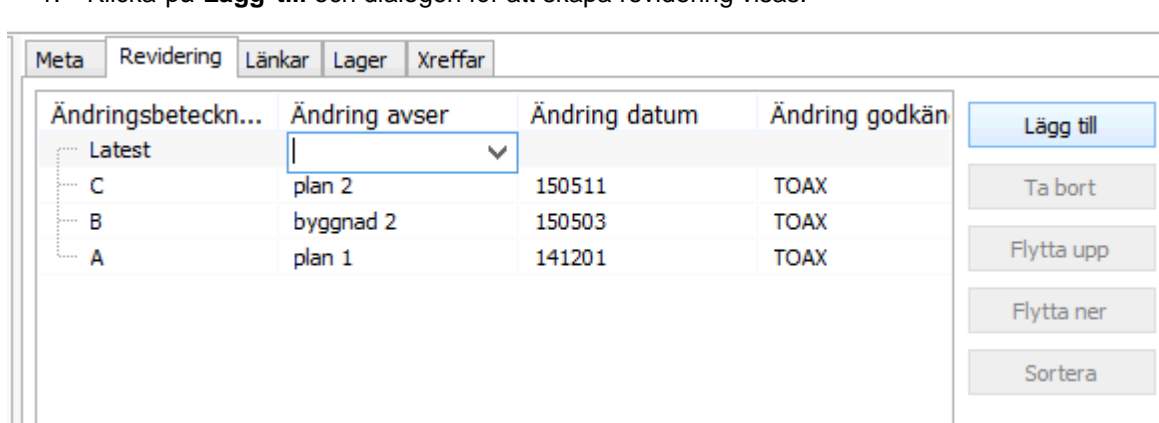 Klicka på Lägg till och dialogen för att skapa revidering visas.
Meta Revidering Länkar Lager Xreffar
Ändringsbeteckn... Ändring avser Ändring datum Ändring godkän
Latest
C plan 2 150511 TOAX
B byggnad 2 150503 TOAX
A plan 1 141201 TOAX
Lägg till
Ta bort
Flytta upp
Flytta ner
Sortera